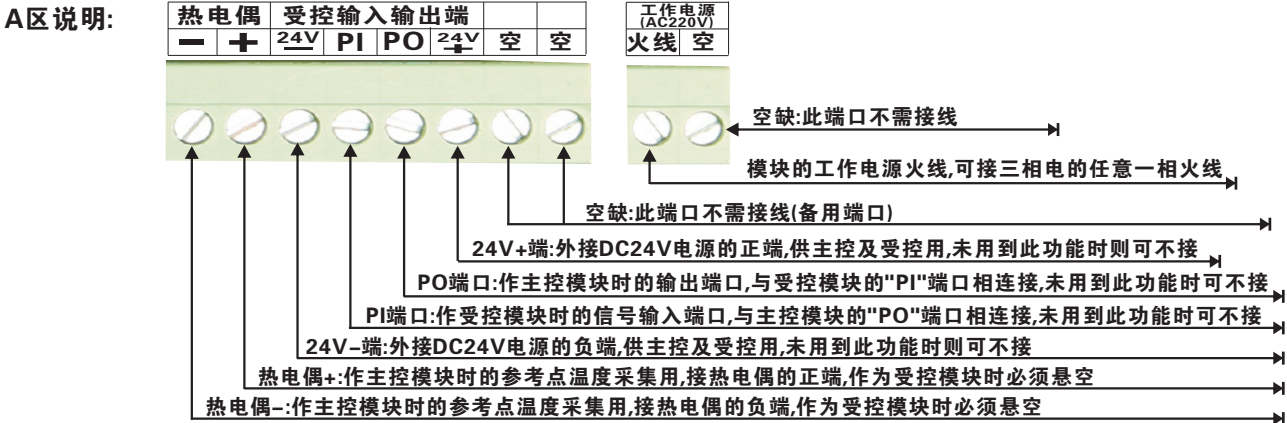 A区说明:
热电偶 受控输入输出端 工作电源
(AC220V)
− + 24V− PI PO 24V+ 空 空 火线 空
空缺:此端口不需接线
模块的工作电源火线,可接三相电的任意一相火线
空缺:此端口不需接线(备用端口)
24V+端:外接DC24V电源的正端,供主控及受控用,未用到此功能时则可不接
PO端口:作主控模块时的输出端口,与受控模块的"PI"端口相连接,未用到此功能时可不接
PI端口:作受控模块时的信号输入端口,与主控模块的"PO"端口相连接,未用到此功能时可不接
24V−端:外接DC24V电源的负端,供主控及受控用,未用到此功能时则可不接
热电偶+:作主控模块时的参考点温度采集用,接热电偶的正端,作为受控模块时必须悬空
热电偶−:作主控模块时的参考点温度采集用,接热电偶的负端,作为受控模块时必须悬空